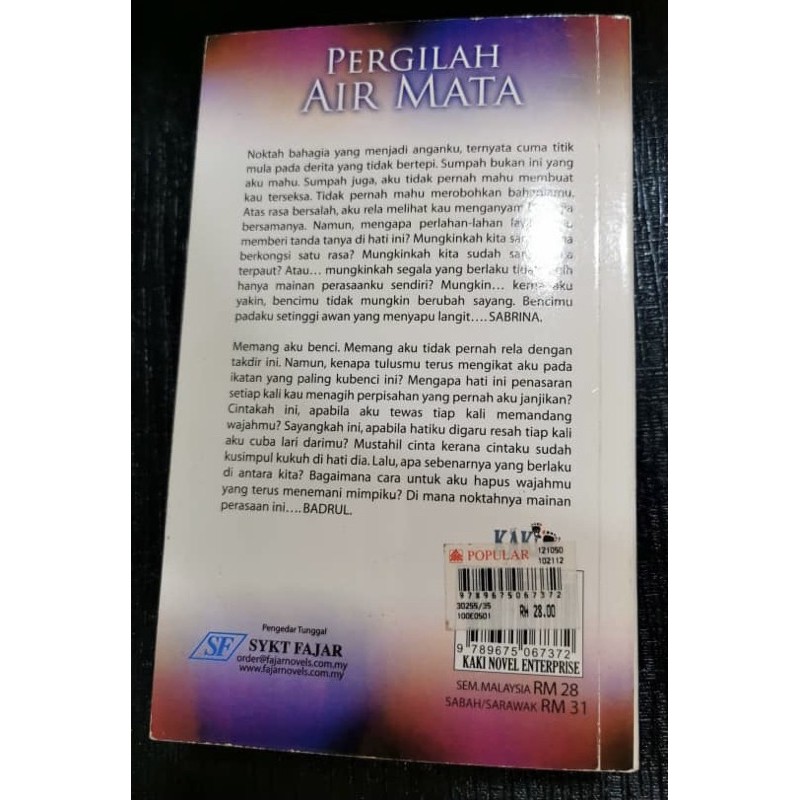 PERGILAH
AIR MATA
Noktah bahagia yang menjadi anganku, ternyata cuma titik
mula pada derita yang tidak bertepi. Sumpah bukan ini yang
aku mahu. Sumpah juga, aku tidak pernah mahu membuat
kau terseksa. Tidak pernah mahu merobohkan
Atas rasa bersalah, aku rela melihat kau menganyam
bersamanya. Namun, mengapa perlahan-lahan
memberi tanda tanya di hati ini? Mungkinkah kita
berkongsi satu rasa? Mungkinkah kita sudah
terpaut? Atau... mungkinkah segala yang berlaku
hanya mainan perasaanku sendiri? Mungkin... aku
yakin, bencimu tidak mungkin berubah sayang. Bencimu
padaku setinggi awan yang menyapu langit.... SABRINA.
Memang aku benci. Memang aku tidak pernah rela dengan
takdir ini. Namun, kenapa tulusmu terus mengikat aku pada
ikatan yang paling kubenci ini? Mengapa hati ini penasaran
setiap kali kau menagih perpisahan yang pernah aku janjikan?
Cintakah ini, apabila aku tewas tiap kali memandang
wajahmu? Sayangkah ini, apabila hatiku digaru resah tiap kali
aku cuba lari darimu? Mustahil cinta kerana cintaku sudah
kusimpul kukuh di hati dia. Lalu, apa sebenarnya yang berlaku
di antara kita? Bagaimana cara untuk aku hapus wajahmu
yang terus menemani mimpiku? Di mana noktahnya mainan
perasaan ini.... BADRUL.
KAKI
POPULAR
121050
102112
9789675067372
30255/35
100E0501
RM 28.00
9 789675 067372
KAKI NOVEL ENTERPRISE
SEM. MALAYSIA RM 28
SABAH/SARAWAK RM 31
Pengedar Tunggal
SF SYKT FAJAR
order@fajarnovels.com.my
www.fajarnovels.com.my